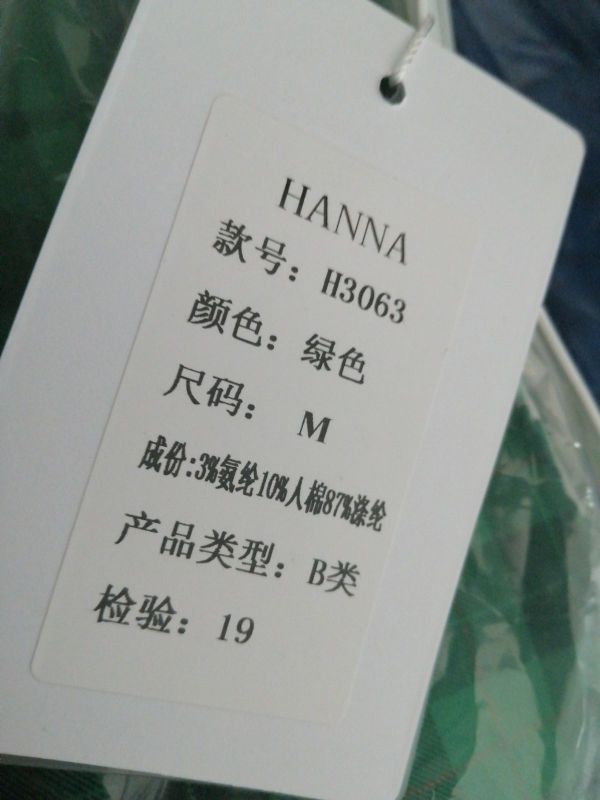 HANNA
款号：H3063
颜色：绿色
尺码：M
成份:3%氨纶10%人棉87%涤纶
产品类型：B类
检验：19